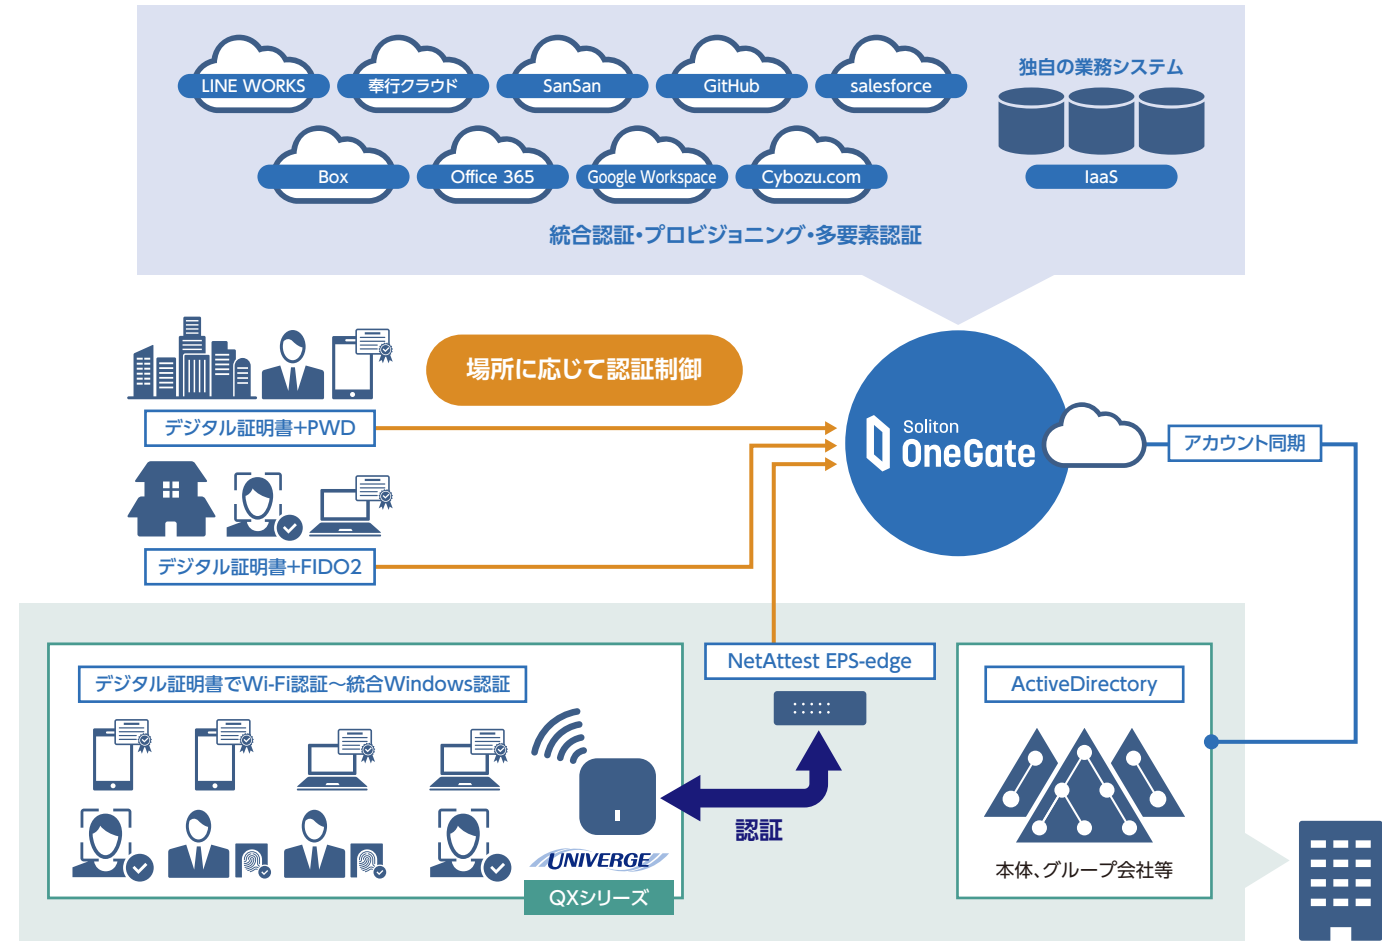 LINE WORKS
奉行クラウド
SanSan
GitHub
salesforce
独自の業務システム
Box
Office 365
Google Workspace
Cybozu.com
IaaS
統合認証・プロビジョニング・多要素認証
場所に応じて認証制御
デジタル証明書+PWD
Soliton
OneGate
アカウント同期
デジタル証明書+FIDO2
NetAttest EPS-edge
デジタル証明書でWi-Fi認証～統合Windows認証
ActiveDirectory
認証
UNIVERGE
QXシリーズ
本体、グループ会社等